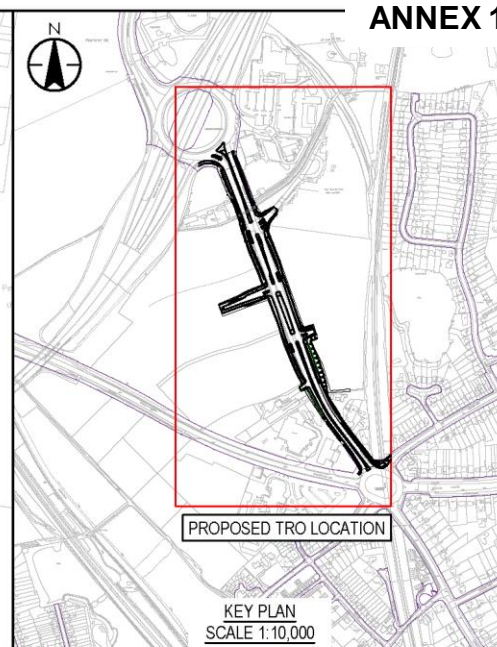 ANNEX 1
N
PROPOSED TRO LOCATION
KEY PLAN
SCALE 1:10,000